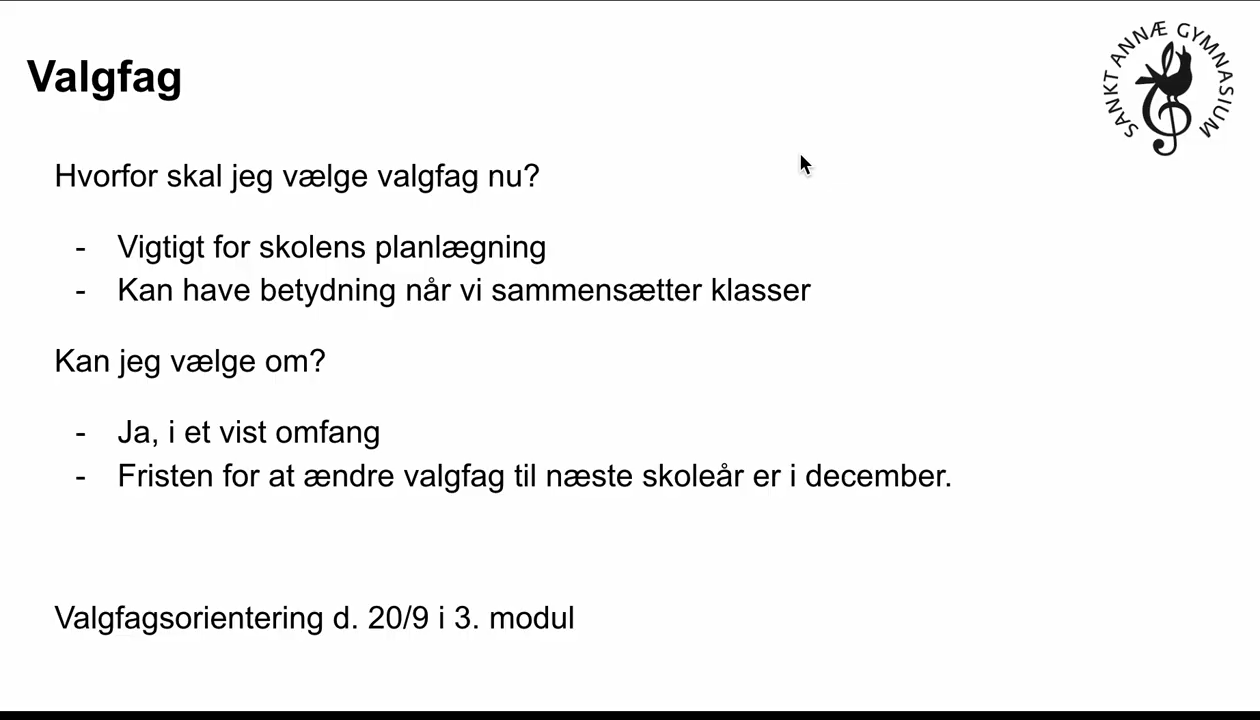 Valgfag
SANKT ANNÆ GYMNASIUM
Hvorfor skal jeg vælge valgfag nu?
- Vigtigt for skolens planlægning
- Kan have betydning når vi sammensætter klasser
Kan jeg vælge om?
- Ja, i et vist omfang
- Fristen for at ændre valgfag til næste skoleår er i december.
Valgfagsorientering d. 20/9 i 3. modul